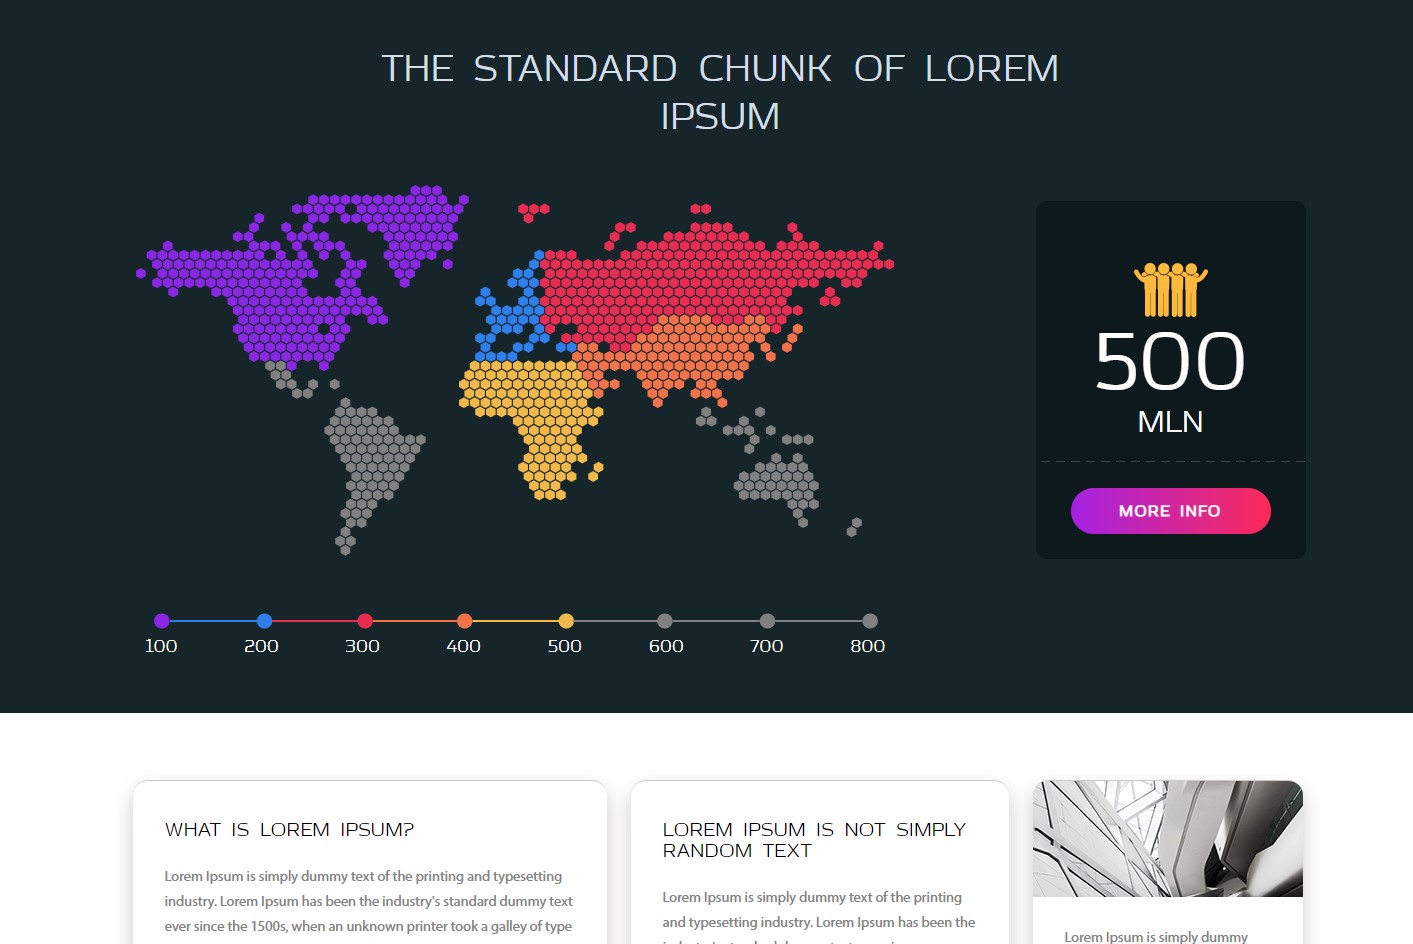 THE STANDARD CHUNK OF LOREM
IPSUM
500
MLN
MORE INFO
100 200 300 400 500 600 700 800
WHAT IS LOREM IPSUM?
Lorem Ipsum is simply dummy text of the printing and typesetting
industry. Lorem Ipsum has been the industry's standard dummy text
ever since the 1500s, when an unknown printer took a galley of type
LOREM IPSUM IS NOT SIMPLY
RANDOM TEXT
Lorem Ipsum is simply dummy text of the printing
and typesetting industry. Lorem Ipsum has been the
Lorem Ipsum is simply dummy